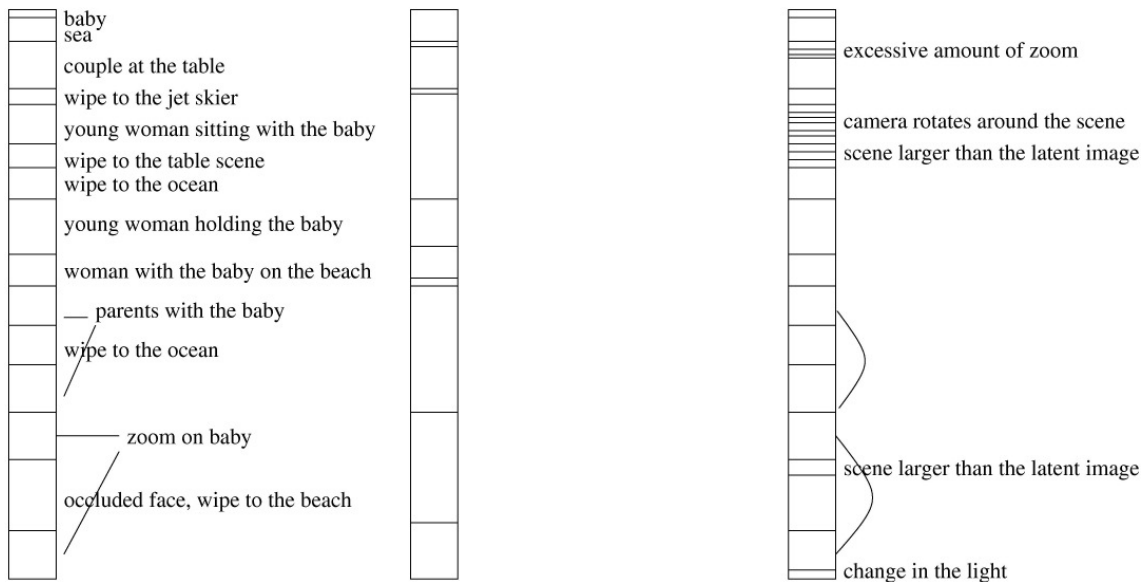 baby
sea
couple at the table
wipe to the jet skier
young woman sitting with the baby
wipe to the table scene
wipe to the ocean
young woman holding the baby
woman with the baby on the beach
parents with the baby
wipe to the ocean
zoom on baby
occluded face, wipe to the beach
excessive amount of zoom
camera rotates around the scene
scene larger than the latent image
scene larger than the latent image
change in the light